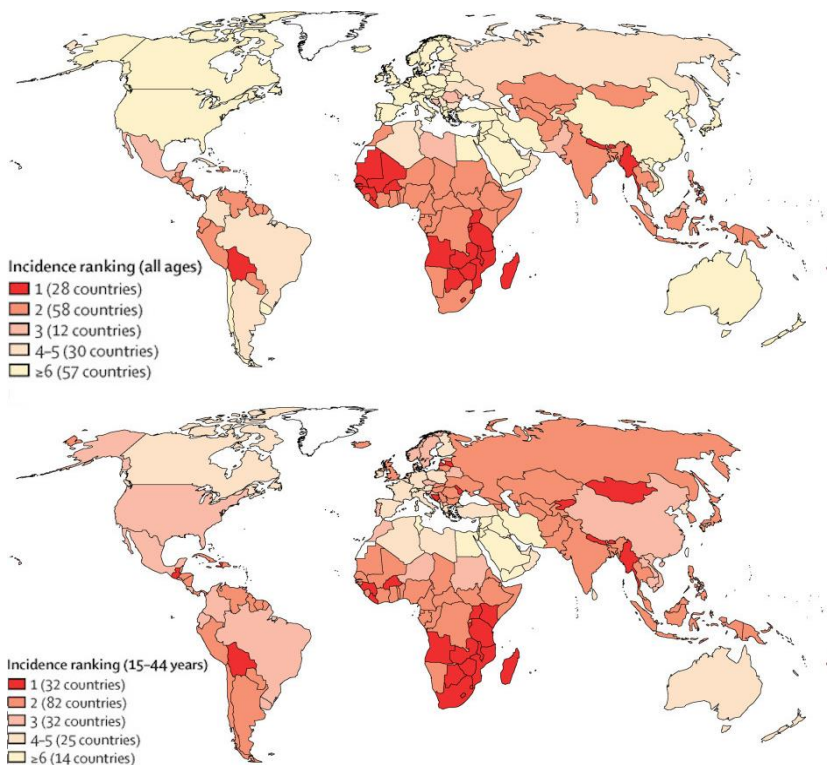 Incidence ranking (all ages)
1 (28 countries)
2 (58 countries)
3 (12 countries)
4–5 (30 countries)
≥6 (57 countries)
Incidence ranking (15–44 years)
1 (32 countries)
2 (82 countries)
3 (32 countries)
4–5 (25 countries)
≥6 (14 countries)